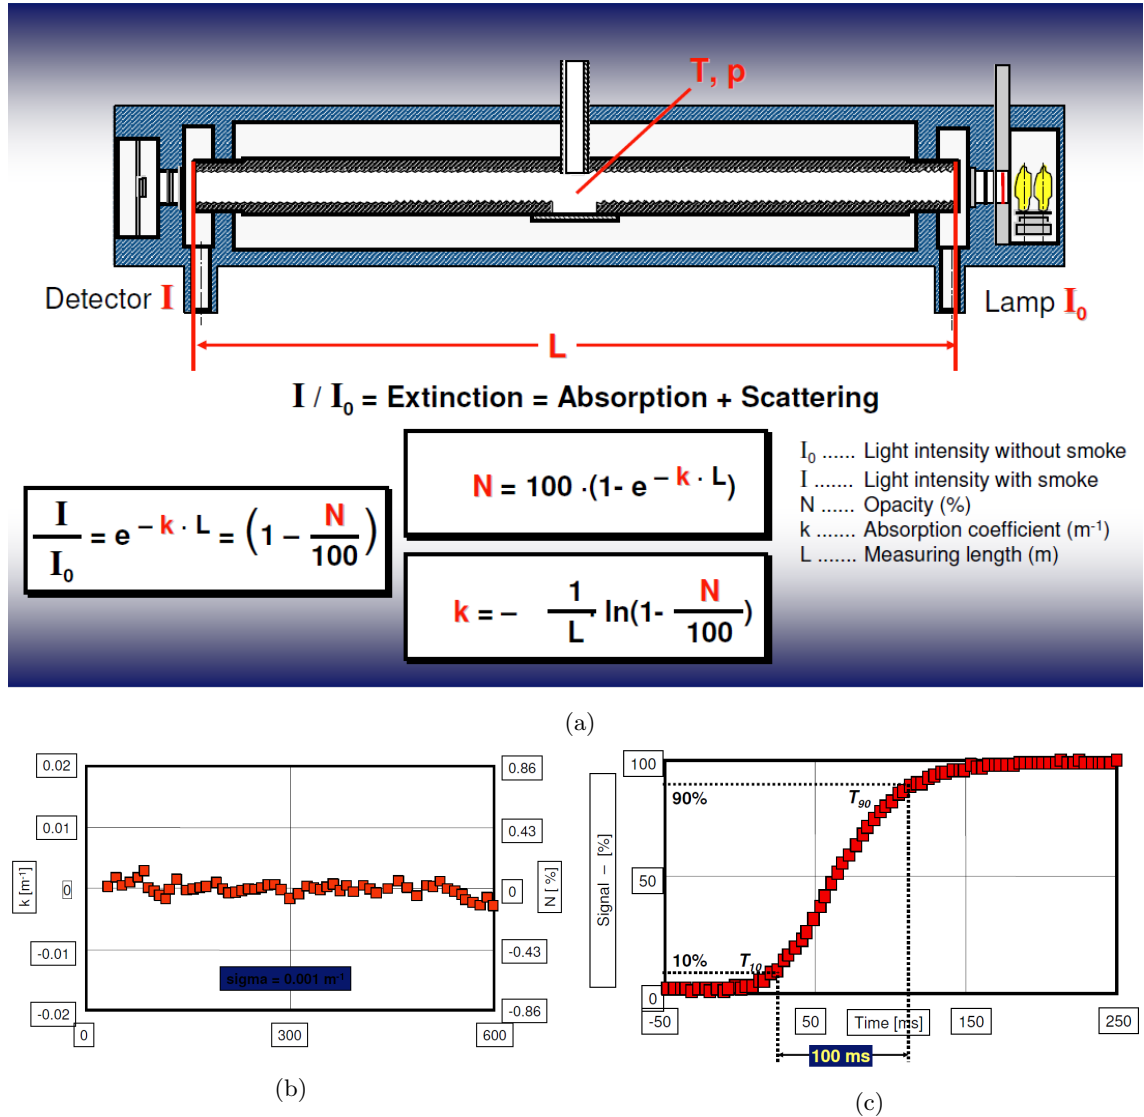 T, p
Detector I
Lamp I₀
L
I / I₀ = Extinction = Absorption + Scattering
I/I₀ = e^(– k · L) = (1 – N/100)
N = 100 ·(1- e^(– k · L))
k = – 1/L · ln(1- N/100)
I₀ ...... Light intensity without smoke
I ....... Light intensity with smoke
N ...... Opacity (%)
k ....... Absorption coefficient (m⁻¹)
L ....... Measuring length (m)
(a)
0.02
0.01
0
-0.01
-0.02
k [m⁻¹]
0.86
0.43
0
-0.43
-0.86
N [ %]
sigma = 0.001 m⁻¹
0
300
600
(b)
100
50
0
Signal – [%]
90%
T₉₀
10%
T₁₀
-50
50
Time [ms]
150
250
100 ms
(c)